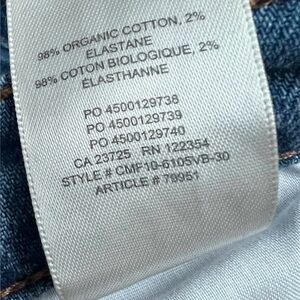 98% ORGANIC COTTON, 2%
ELASTANE
98% COTON BIOLOGIQUE, 2%
ÉLASTHANNE
PO 4500129738
PO 4500129739
PO 4500129740
CA 23725 RN 122354
STYLE # CMF10-6105VB-30
ARTICLE # 79951